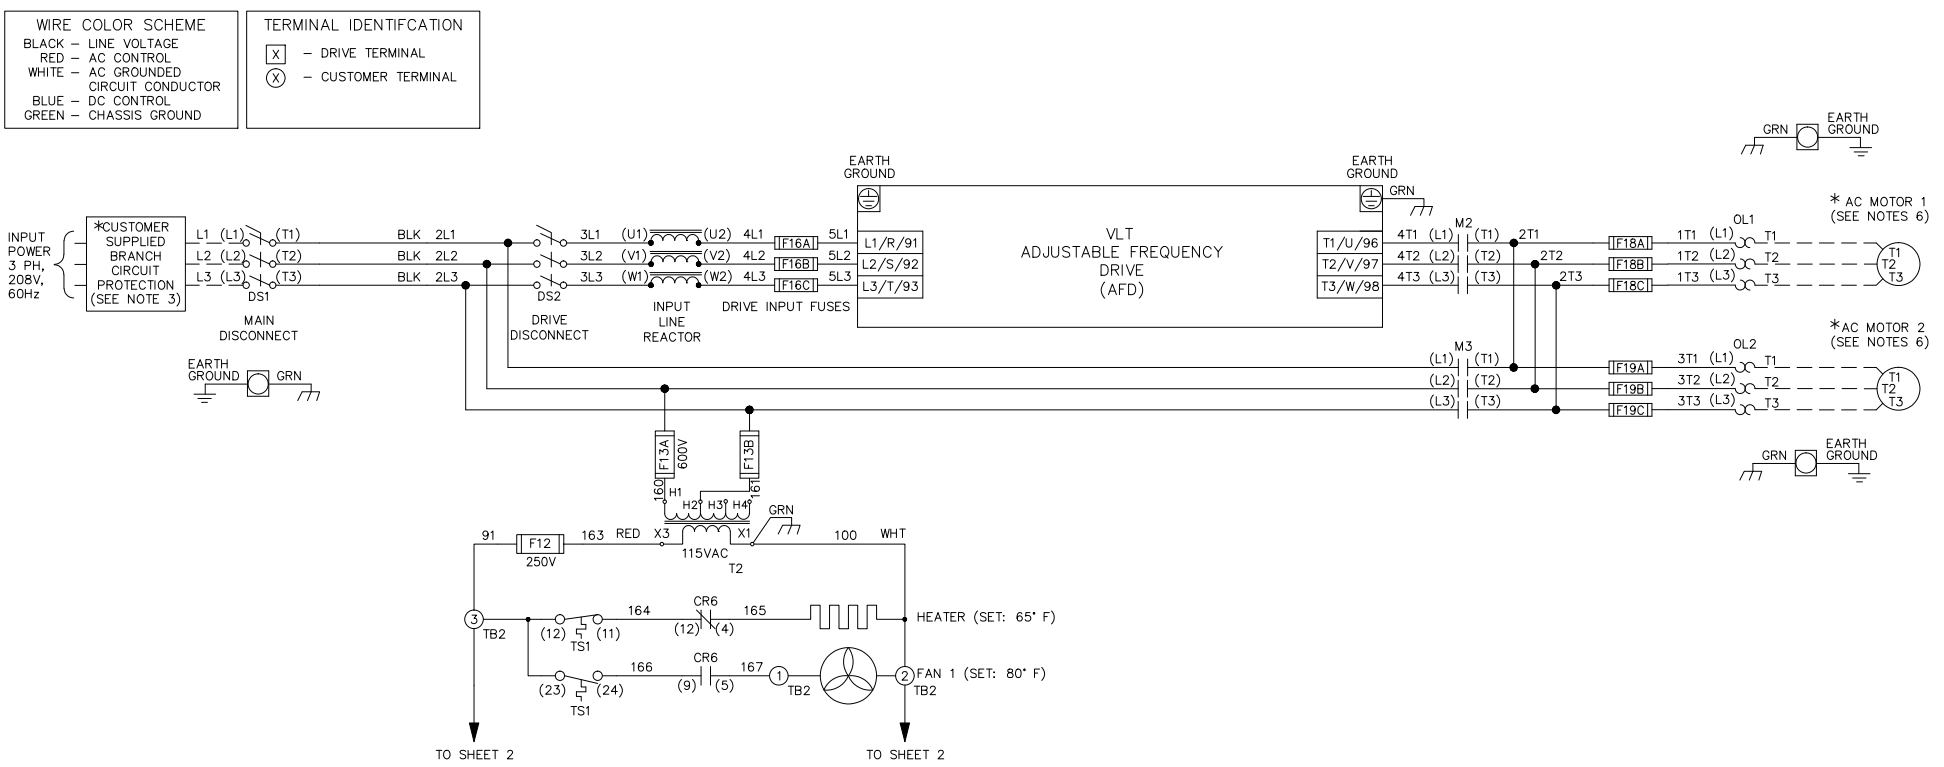 WIRE COLOR SCHEME
BLACK – LINE VOLTAGE
RED – AC CONTROL
WHITE – AC GROUNDED
CIRCUIT CONDUCTOR
BLUE – DC CONTROL
GREEN – CHASSIS GROUND
TERMINAL IDENTIFCATION
X – DRIVE TERMINAL
X – CUSTOMER TERMINAL
GRN
EARTH
GROUND
INPUT
POWER
3 PH,
208V,
60Hz
*CUSTOMER
SUPPLIED
BRANCH
CIRCUIT
PROTECTION
(SEE NOTE 3)
L1 (L1) (T1) BLK 2L1
L2 (L2) (T2) BLK 2L2
L3 (L3) (T3) BLK 2L3
DS1
MAIN
DISCONNECT
3L1 (U1) (U2) 4L1 F16A 5L1
3L2 (V1) (V2) 4L2 F16B 5L2
3L3 (W1) (W2) 4L3 F16C 5L3
DS2
DRIVE
DISCONNECT
INPUT
LINE
REACTOR
DRIVE INPUT FUSES
EARTH
GROUND
L1/R/91
L2/S/92
L3/T/93
VLT
ADJUSTABLE FREQUENCY
DRIVE
(AFD)
EARTH
GROUND
GRN
T1/U/96
T2/V/97
T3/W/98
M2
4T1 (L1) (T1) 2T1 F18A 1T1 (L1) T1
4T2 (L2) (T2) 2T2 F18B 1T2 (L2) T2
4T3 (L3) (T3) 2T3 F18C 1T3 (L3) T3
OL1
* AC MOTOR 1
(SEE NOTES 6)
T1
T2
T3
EARTH
GROUND
GRN
M3
(L1) (T1) F19A 3T1 (L1) T1
(L2) (T2) F19B 3T2 (L2) T2
(L3) (T3) F19C 3T3 (L3) T3
OL2
*AC MOTOR 2
(SEE NOTES 6)
T1
T2
T3
GRN
EARTH
GROUND
F13A
600V
F13B
160
161
H1
H2
H3
H4
GRN
91 F12 163 RED X3 X1 100 WHT
250V
115VAC
T2
3
TB2
164 CR6 165
(12) (11) (12) (4)
TS1
HEATER (SET: 65° F)
166 CR6 167 1 2
(23) (24) (9) (5) TB2 TB2
TS1
FAN 1 (SET: 80° F)
TO SHEET 2
TO SHEET 2